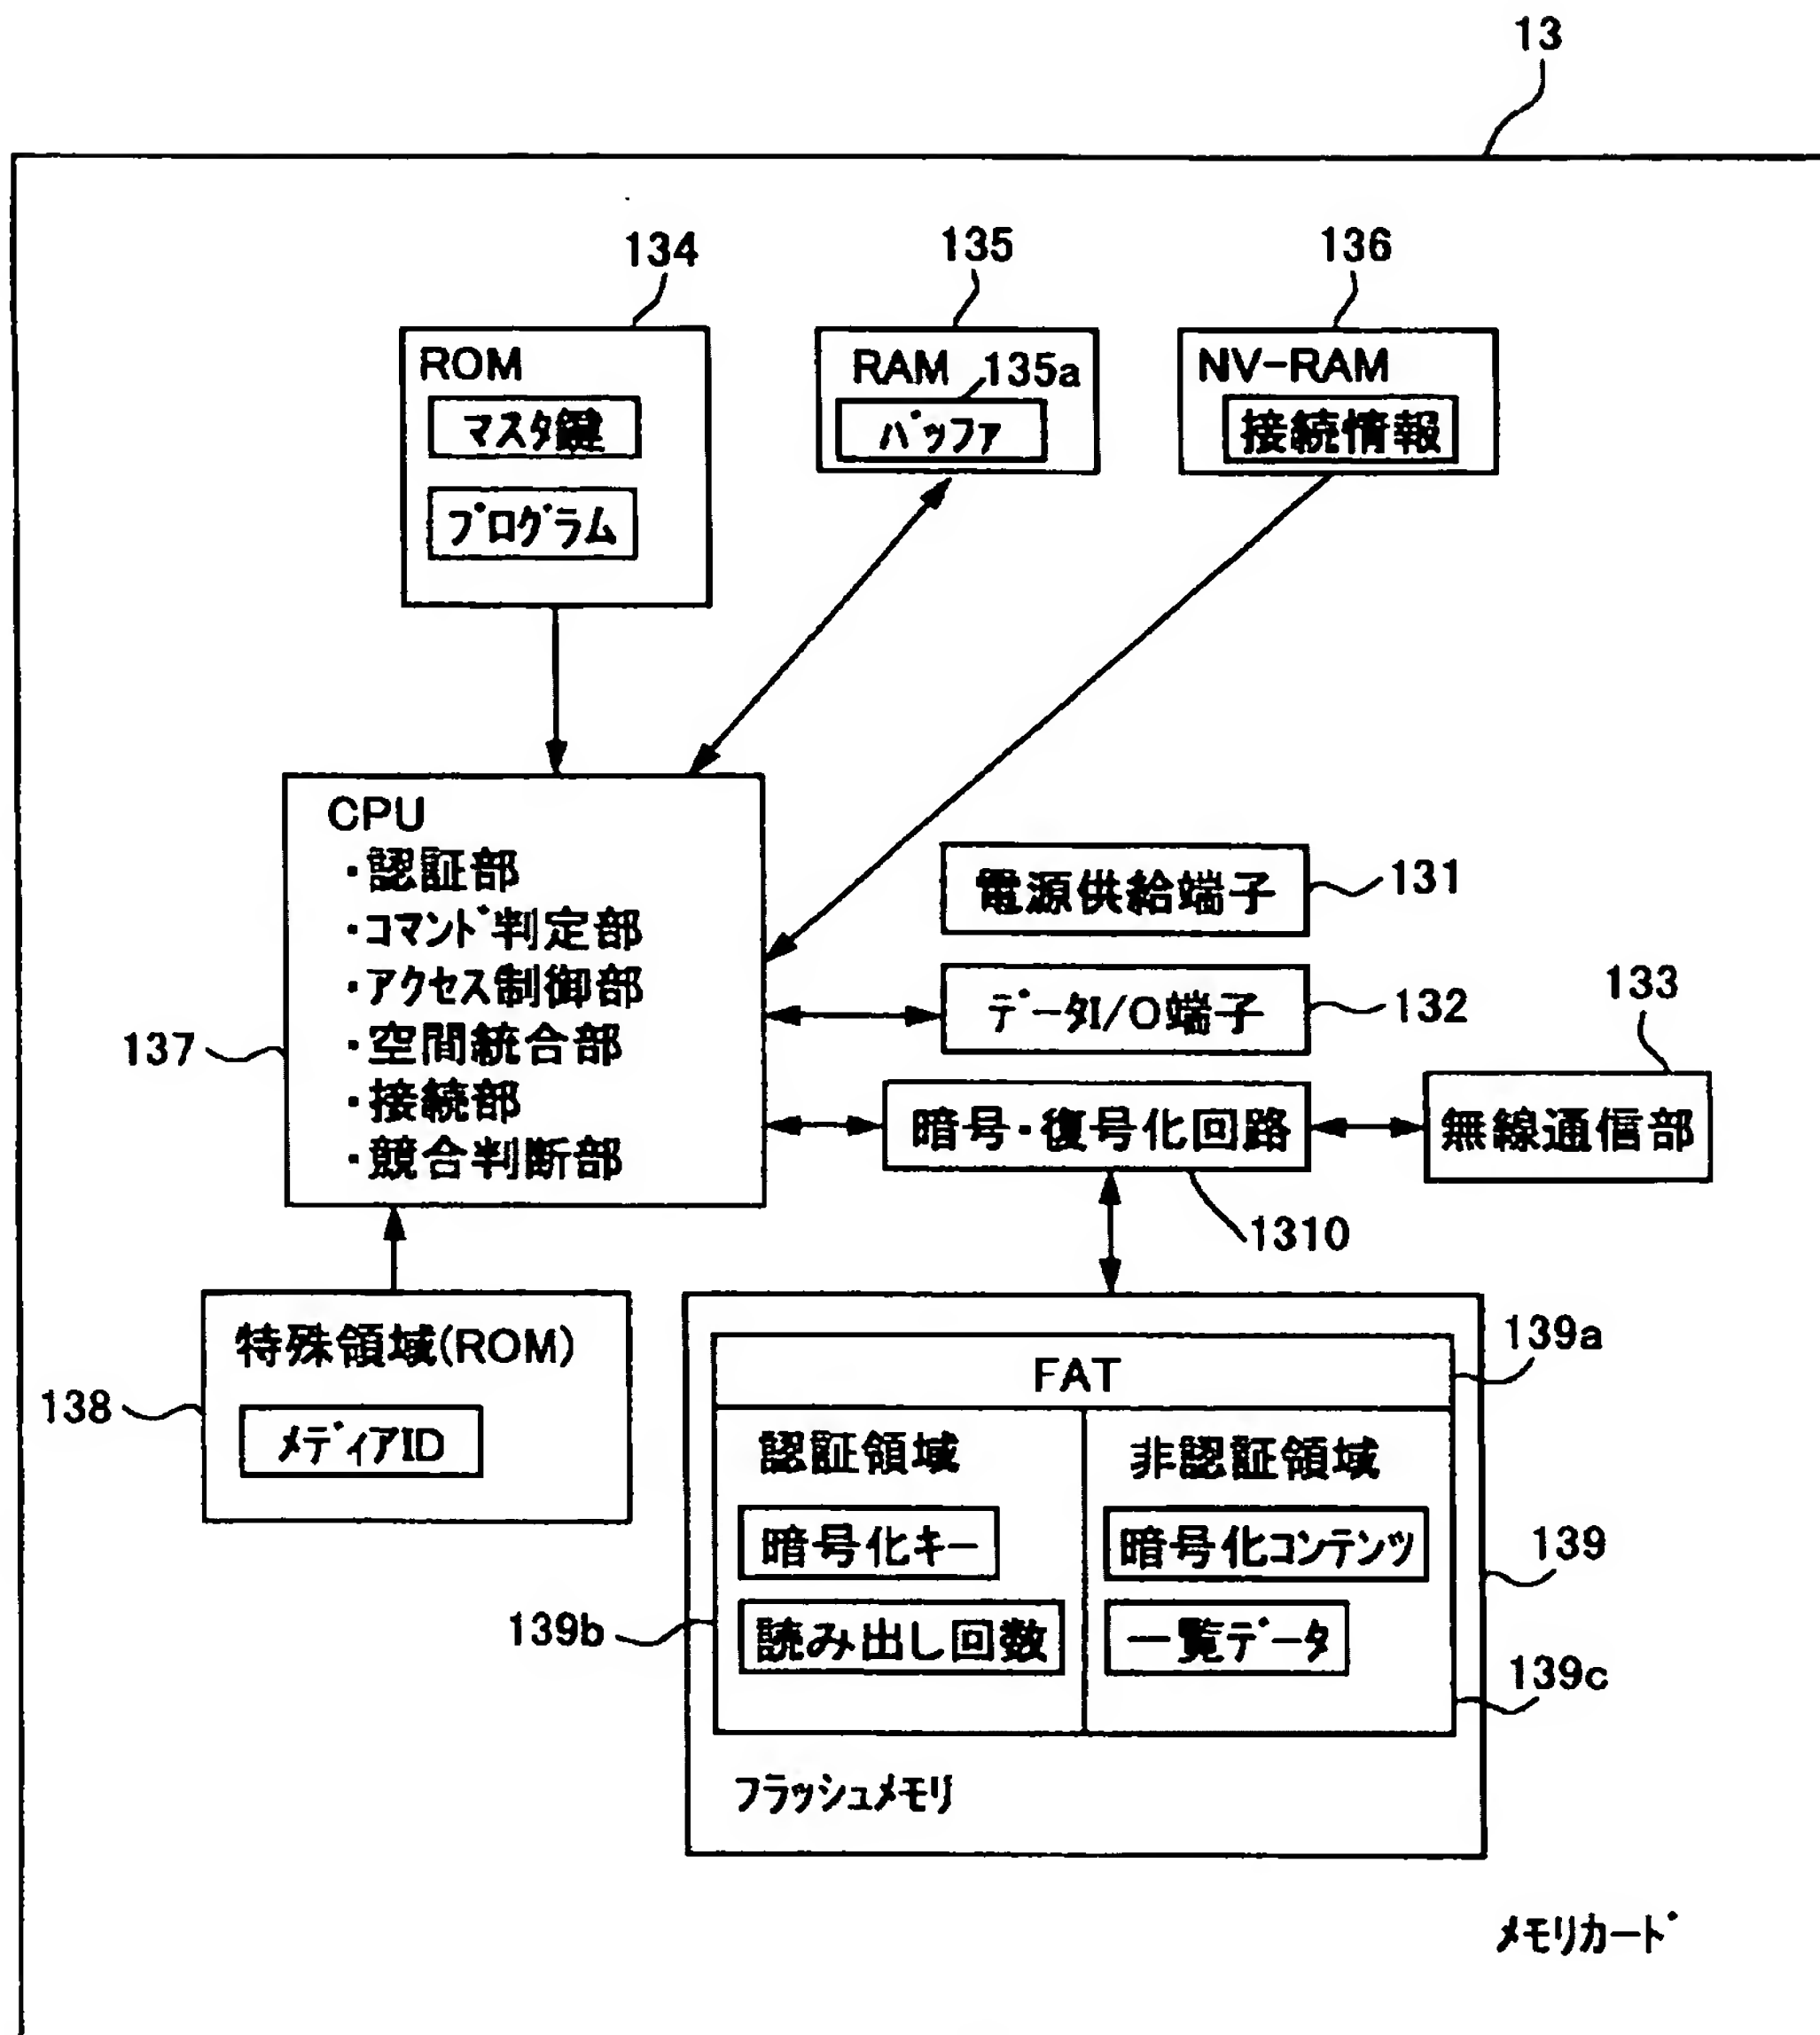 13
134
135
136
ROM
マスタ鍵
プログラム
RAM
135a
バッファ
NV-RAM
接続情報
CPU
・認証部
・コマンド判定部
・アクセス制御部
・空間統合部
・接続部
・競合判断部
137
電源供給端子
131
データI/O端子
132
133
暗号・復号化回路
無線通信部
1310
特殊領域(ROM)
138
メディアID
139a
FAT
認証領域
非認証領域
暗号化キー
暗号化コンテンツ
139
139b
読み出し回数
一覧データ
139c
フラッシュメモリ
メモリカード